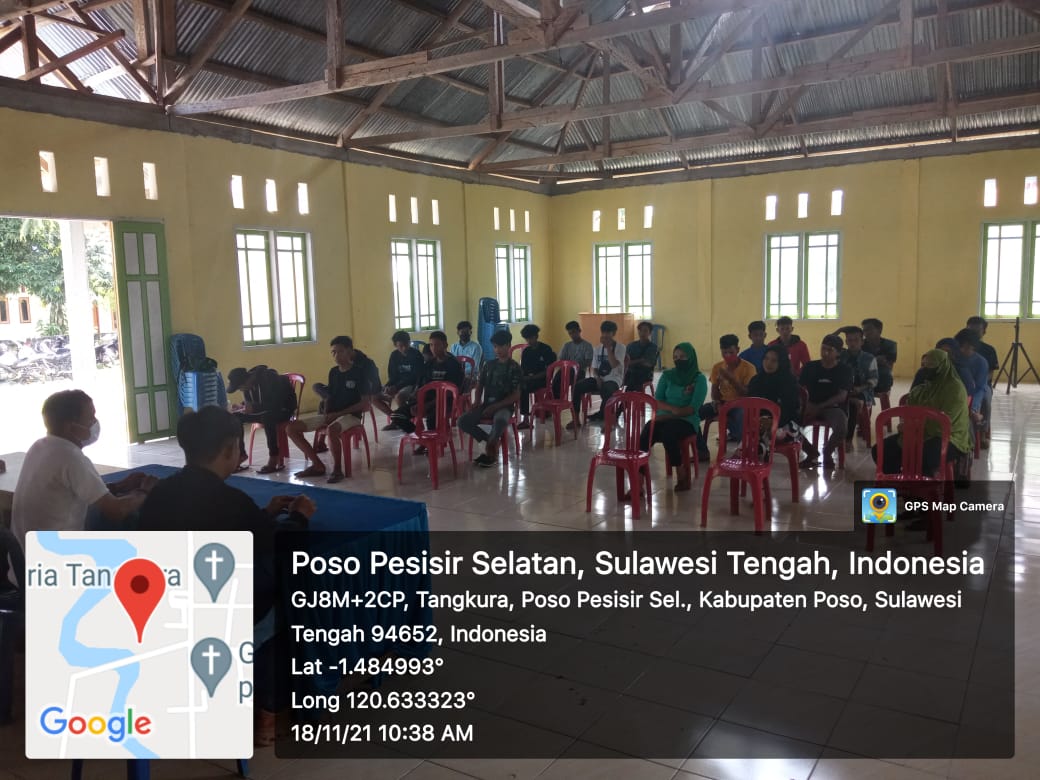 GPS Map Camera
ria Tan ra
G
p
Google
Poso Pesisir Selatan, Sulawesi Tengah, Indonesia
GJ8M+2CP, Tangkura, Poso Pesisir Sel., Kabupaten Poso, Sulawesi
Tengah 94652, Indonesia
Lat -1.484993°
Long 120.633323°
18/11/21 10:38 AM